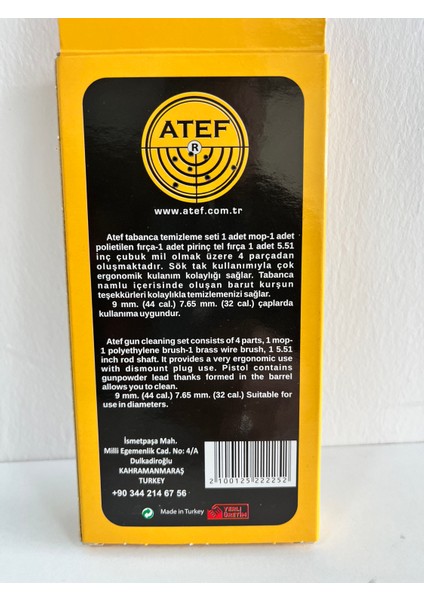 ATEF
R
www.atef.com.tr
Atef tabanca temizleme seti 1 adet mop-1 adet
polietilen fırça-1 adet pirinç tel fırça 1 adet 5.51
inç çubuk mil olmak üzere 4 parçadan
oluşmaktadır. Sök tak kullanımıyla çok
ergonomik kullanım kolaylığı sağlar. Tabanca
namlu içerisinde oluşan barut kurşun
teşekkürleri kolaylıkla temizlemenizi sağlar.
9 mm. (44 cal.) 7.65 mm. (32 cal.) çaplarda
kullanıma uygundur.
Atef gun cleaning set consists of 4 parts, 1 mop-
1 polyethylene brush-1 brass wire brush, 1 5.51
inch rod shaft. It provides a very ergonomic use
with dismount plug use. Pistol contains
gunpowder lead thanks formed in the barrel
allows you to clean.
9 mm. (44 cal.) 7.65 mm. (32 cal.) Suitable for
use in diameters.
İsmetpaşa Mah.
Milli Egemenlik Cad. No: 4/A
Dulkadiroğlu
KAHRAMANMARAŞ
TURKEY
+90 344 214 67 56
2100125222252
Made in Turkey
YERLİ
ÜRETİM